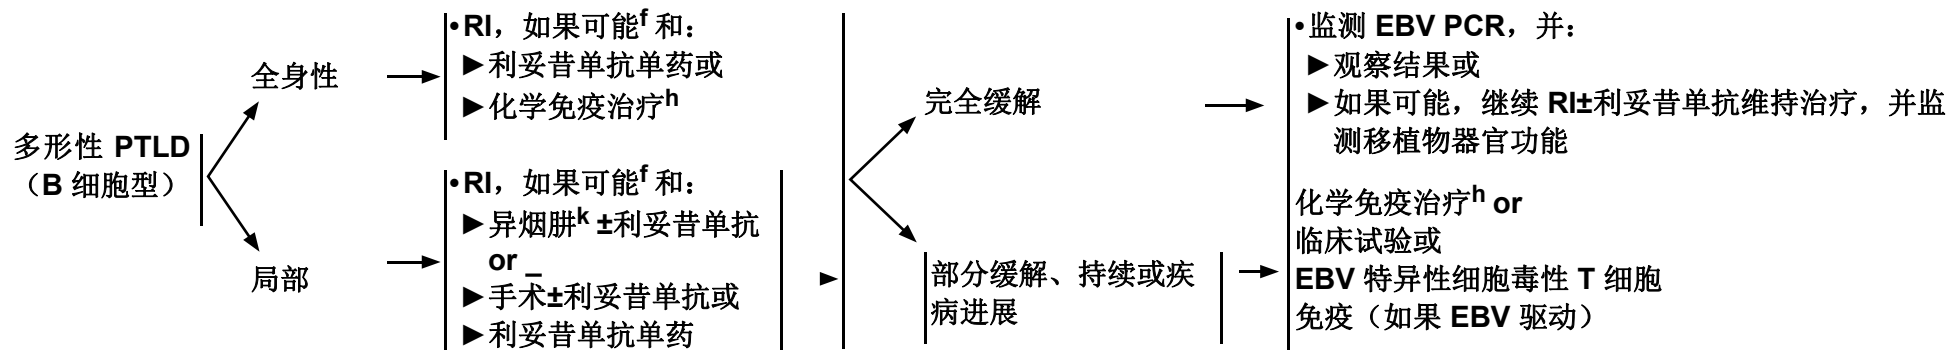 多形性 PTLD
（B 细胞型）
全身性
•RI，如果可能f 和：
►利妥昔单抗单药或
►化学免疫治疗h
局部
•RI，如果可能f 和：
►异烟肼k ±利妥昔单抗
or _
►手术±利妥昔单抗或
►利妥昔单抗单药
完全缓解
•监测 EBV PCR，并：
►观察结果或
►如果可能，继续 RI±利妥昔单抗维持治疗，并监
测移植物器官功能
部分缓解、持续或疾
病进展
化学免疫治疗h or
临床试验或
EBV 特异性细胞毒性 T 细胞
免疫（如果 EBV 驱动）